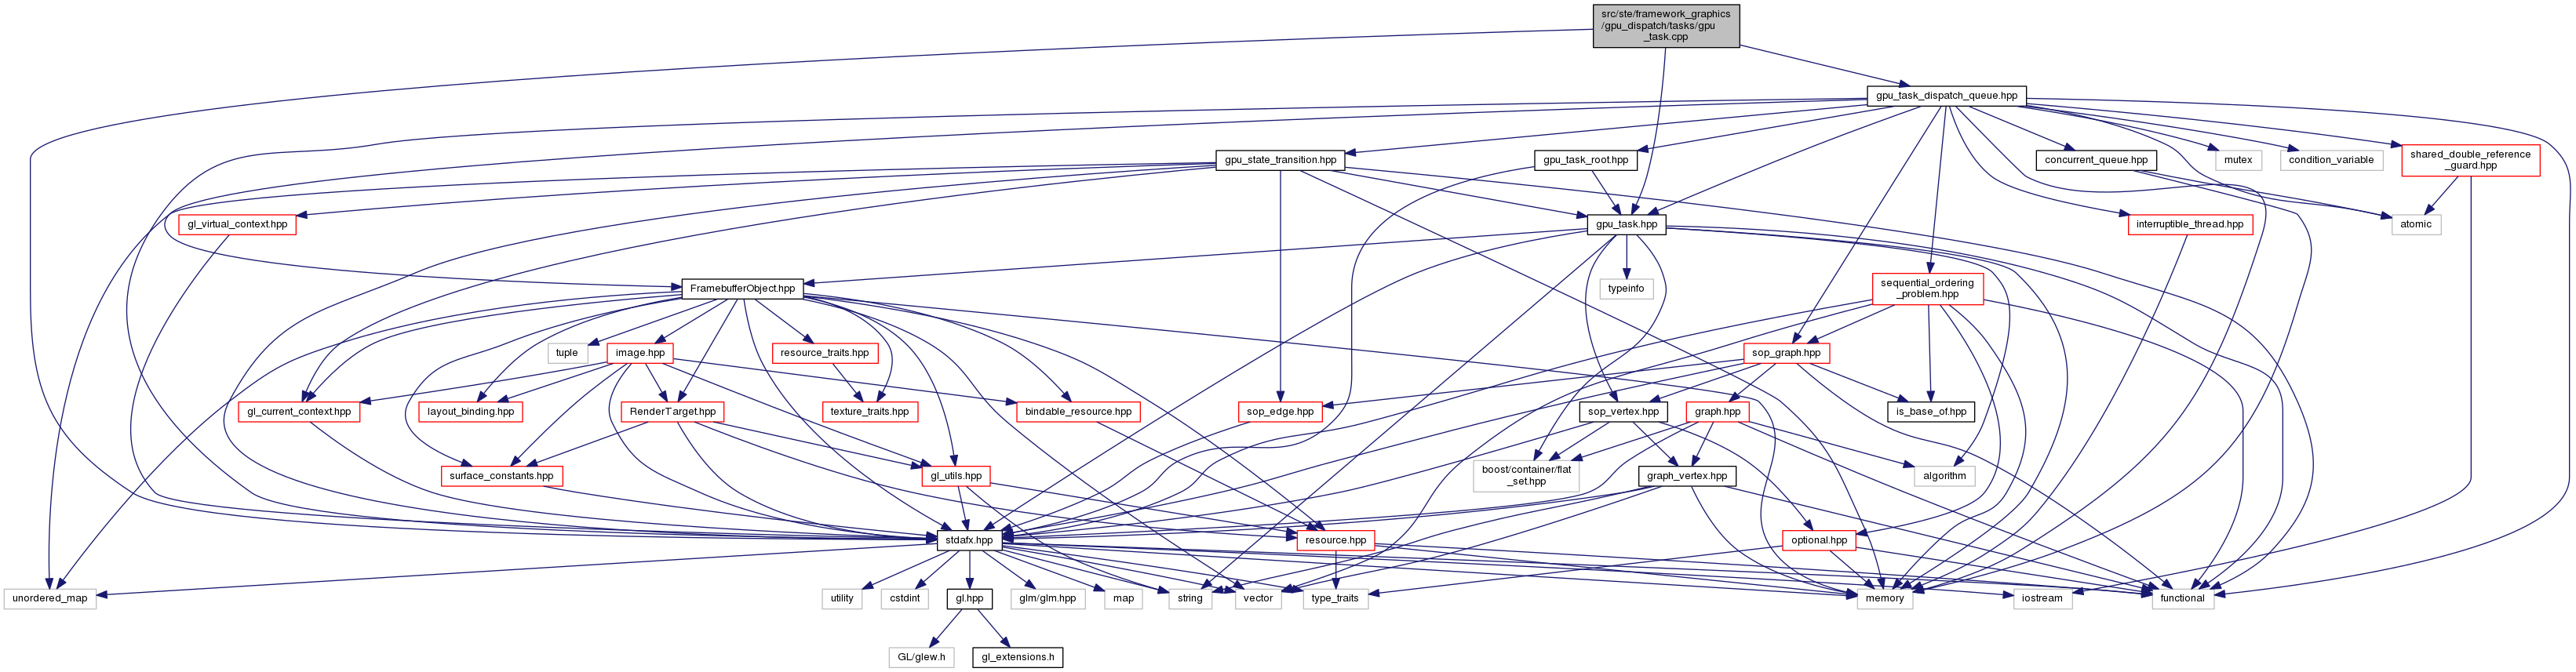 src/ste/framework_graphics
/gpu_dispatch/tasks/gpu
_task.cpp
gpu_task_dispatch_queue.hpp
gpu_state_transition.hpp
gpu_task_root.hpp
concurrent_queue.hpp
mutex
condition_variable
shared_double_reference
_guard.hpp
gl_virtual_context.hpp
gpu_task.hpp
interruptible_thread.hpp
atomic
FramebufferObject.hpp
typeinfo
sequential_ordering
_problem.hpp
tuple
image.hpp
resource_traits.hpp
sop_graph.hpp
gl_current_context.hpp
layout_binding.hpp
RenderTarget.hpp
texture_traits.hpp
bindable_resource.hpp
sop_edge.hpp
sop_vertex.hpp
graph.hpp
is_base_of.hpp
surface_constants.hpp
gl_utils.hpp
boost/container/flat
_set.hpp
graph_vertex.hpp
algorithm
stdafx.hpp
resource.hpp
optional.hpp
unordered_map
utility
cstdint
gl.hpp
glm/glm.hpp
map
string
vector
type_traits
memory
iostream
functional
GL/glew.h
gl_extensions.h